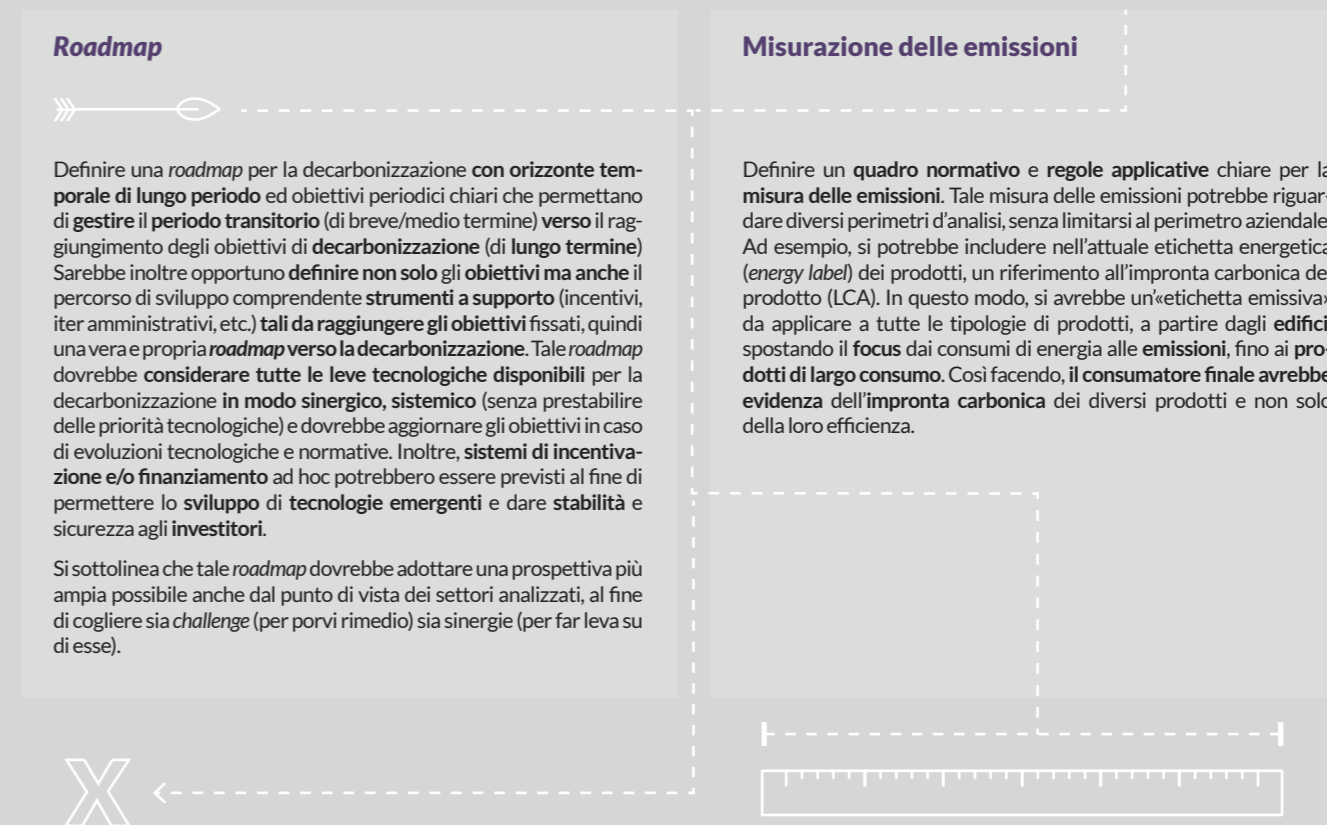 Roadmap
Definire una roadmap per la decarbonizzazione con orizzonte tem-
porale di lungo periodo ed obiettivi periodici chiari che permettano
di gestire il periodo transitorio (di breve/medio termine) verso il rag-
giungimento degli obiettivi di decarbonizzazione (di lungo termine)
Sarebbe inoltre opportuno definire non solo gli obiettivi ma anche il
percorso di sviluppo comprendente strumenti a supporto (incentivi,
iter amministrativi, etc.) tali da raggiungere gli obiettivi fissati, quindi
una vera e propria roadmap verso la decarbonizzazione. Tale roadmap
dovrebbe considerare tutte le leve tecnologiche disponibili per la
decarbonizzazione in modo sinergico, sistemico (senza prestabilire
delle priorità tecnologiche) e dovrebbe aggiornare gli obiettivi in caso
di evoluzioni tecnologiche e normative. Inoltre, sistemi di incentiva-
zione e/o finanziamento ad hoc potrebbero essere previsti al fine di
permettere lo sviluppo di tecnologie emergenti e dare stabilità e
sicurezza agli investitori.
Si sottolinea che tale roadmap dovrebbe adottare una prospettiva più
ampia possibile anche dal punto di vista dei settori analizzati, al fine
di cogliere sia challenge (per porvi rimedio) sia sinergie (per far leva su
di esse).
X
Misurazione delle emissioni
Definire un quadro normativo e regole applicative chiare per la
misura delle emissioni. Tale misura delle emissioni potrebbe riguar-
dare diversi perimetri d'analisi, senza limitarsi al perimetro aziendale
Ad esempio, si potrebbe includere nell'attuale etichetta energetica
(energy label) dei prodotti, un riferimento all'impronta carbonica de
prodotto (LCA). In questo modo, si avrebbe un'«etichetta emissiva»
da applicare a tutte le tipologie di prodotti, a partire dagli edifici
spostando il focus dai consumi di energia alle emissioni, fino ai pro-
dotti di largo consumo. Così facendo, il consumatore finale avrebbe
evidenza dell'impronta carbonica dei diversi prodotti e non solo
della loro efficienza.